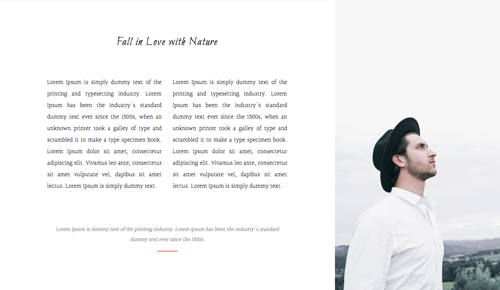 Fall in Love with Nature
Lorem Ipsum is simply dummy text of the
printing and typesetting industry. Lorem
Ipsum has been the industry's standard
dummy text ever since the 1500s, when an
unknown printer took a galley of type and
scrambled it to make a type specimen book.
Lorem ipsum dolor sit amet, consectetur
adipiscing elit. Vivamus leo ante, consectetur
sit amet vulputate vel, dapibus sit amet
lectus. Lorem Ipsum is simply dummy text.
Lorem Ipsum is simply dummy text of the
printing and typesetting industry. Lorem
Ipsum has been the industry's standard
dummy text ever since the 1500s, when an
unknown printer took a galley of type and
scrambled it to make a type specimen book.
Lorem ipsum dolor sit amet, consectetur
adipiscing elit. Vivamus leo ante, consectetur
sit amet vulputate vel, dapibus sit amet
lectus. Lorem Ipsum is simply dummy text.
Lorem Ipsum is dummy text of the printing industry. Lorem Ipsum has been the industry's standard
dummy text ever since the 1500s.